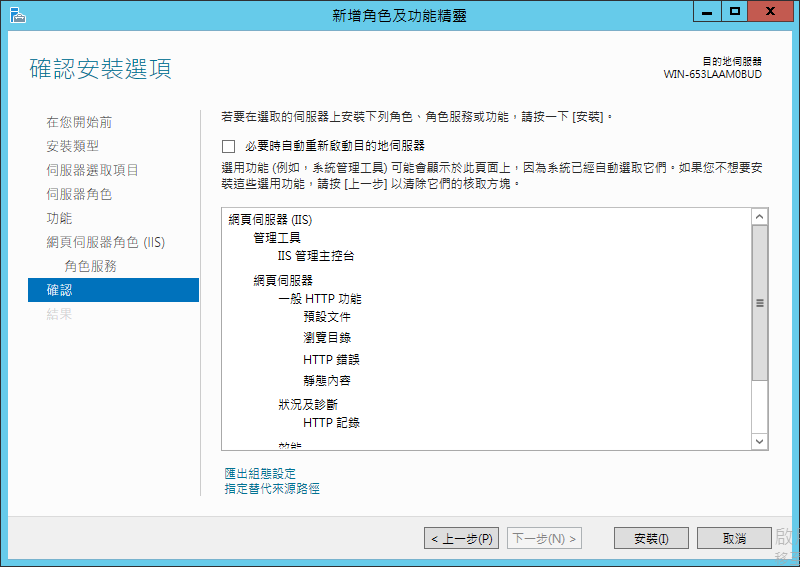 新增角色及功能精靈
確認安裝選項
目的地伺服器
WIN-653LAAM0BUD
在您開始前
安裝類型
伺服器選取項目
伺服器角色
功能
網頁伺服器角色 (IIS)
角色服務
確認
結果
若要在選取的伺服器上安裝下列角色、角色服務或功能，請按一下 [安裝]。
必要時自動重新啟動目的地伺服器
選用功能 (例如，系統管理工具) 可能會顯示於此頁面上，因為系統已經自動選取它們。如果您不想要安
裝這些選用功能，請按 [上一步] 以清除它們的核取方塊。
網頁伺服器 (IIS)
管理工具
IIS 管理主控台
網頁伺服器
一般 HTTP 功能
預設文件
瀏覽目錄
HTTP 錯誤
靜態內容
狀況及診斷
HTTP 記錄
效能
匯出組態設定
指定替代來源路徑
< 上一步(P)
下一步(N) >
安裝(I)
取消
啟
移至